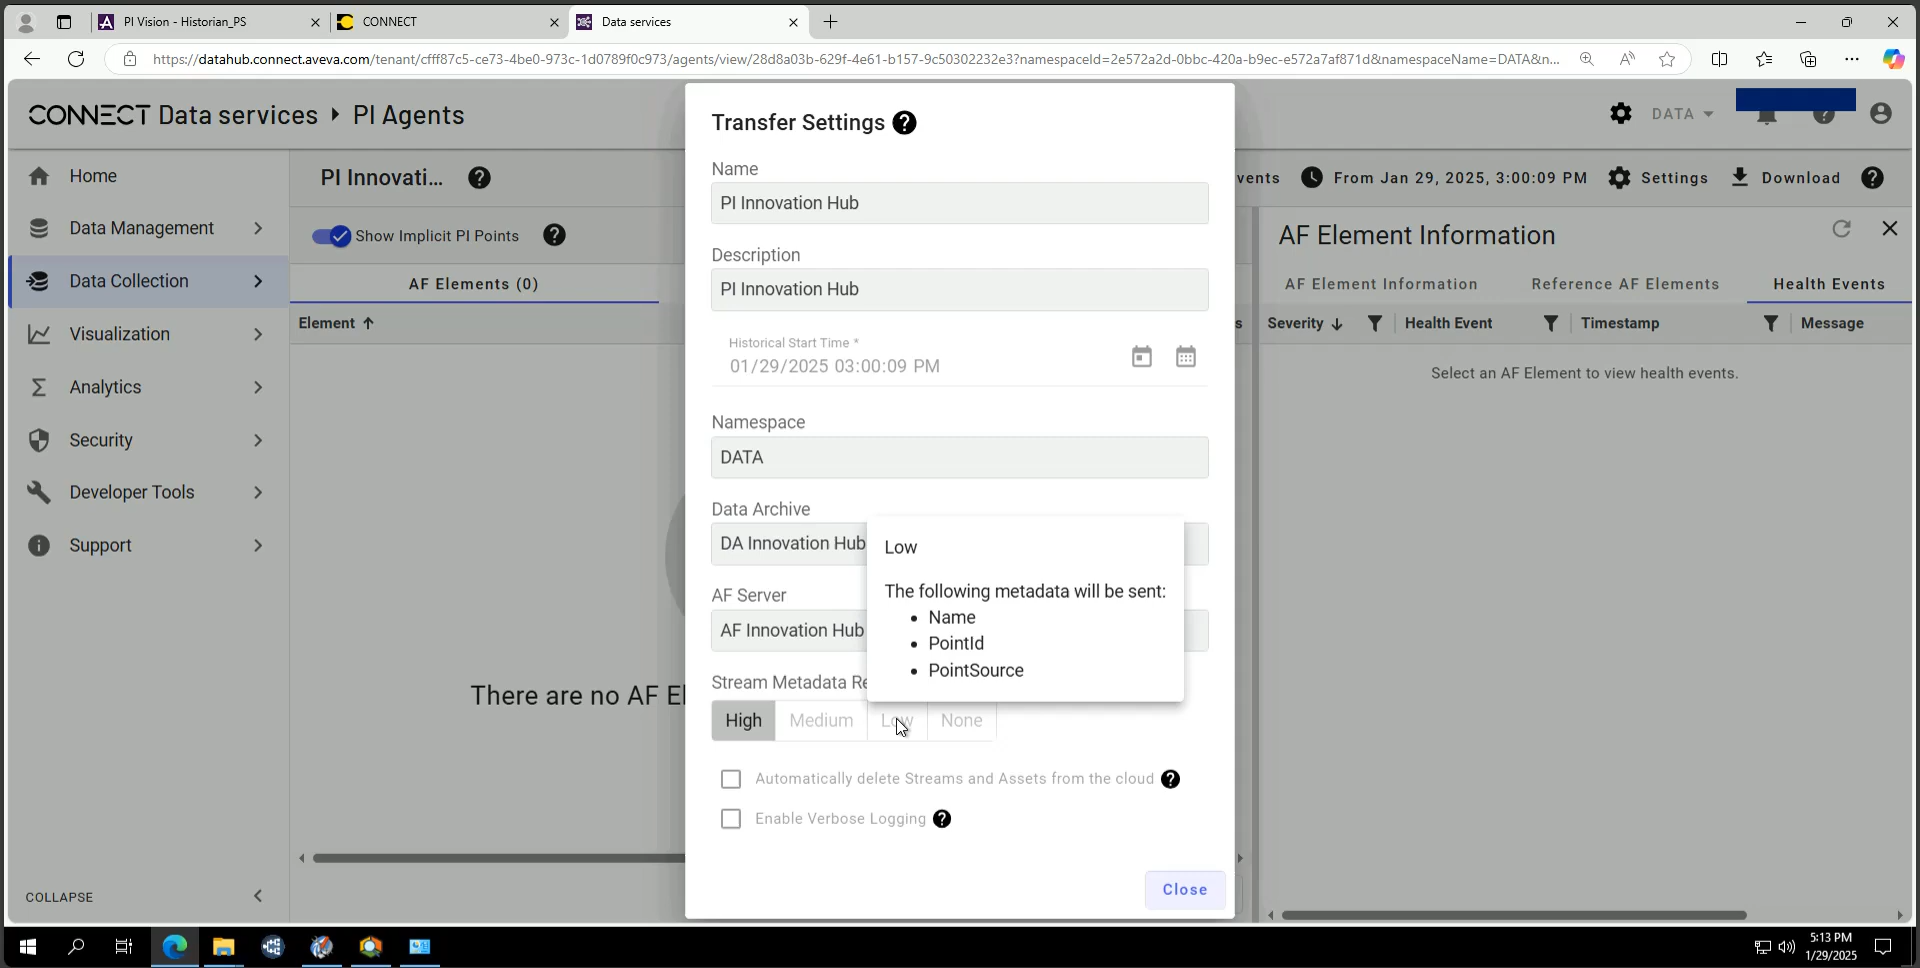 PI Vision - Historian_PS
CONNECT
Data services
https://datahub.connect.aveva.com/tenant/cfff87c5-ce73-4be0-973c-1d0789f0c973/agents/view/28d8a03b-629f-4e61-b157-9c50302232e3?namespaceId=2e572a2d-0bbc-420a-b9ec-e572a7af871d&namespaceName=DATA&n...
CONNECT Data services PI Agents
DATA
Home
Data Management
Data Collection
Visualization
Analytics
Security
Developer Tools
Support
COLLAPSE
PI Innovati...
vents
From Jan 29, 2025, 3:00:09 PM
Settings
Download
Show Implicit PI Points
AF Elements (0)
Element
There are no AF El
Transfer Settings
Name
PI Innovation Hub
Description
PI Innovation Hub
Historical Start Time *
01/29/2025 03:00:09 PM
Namespace
DATA
Data Archive
DA Innovation Hub
AF Server
AF Innovation Hub
Stream Metadata Re
Low
The following metadata will be sent:
• Name
• PointId
• PointSource
High
Medium
Low
None
Automatically delete Streams and Assets from the cloud
Enable Verbose Logging
Close
AF Element Information
AF Element Information
Reference AF Elements
Health Events
s
Severity
Health Event
Timestamp
Message
Select an AF Element to view health events.
5:13 PM
1/29/2025